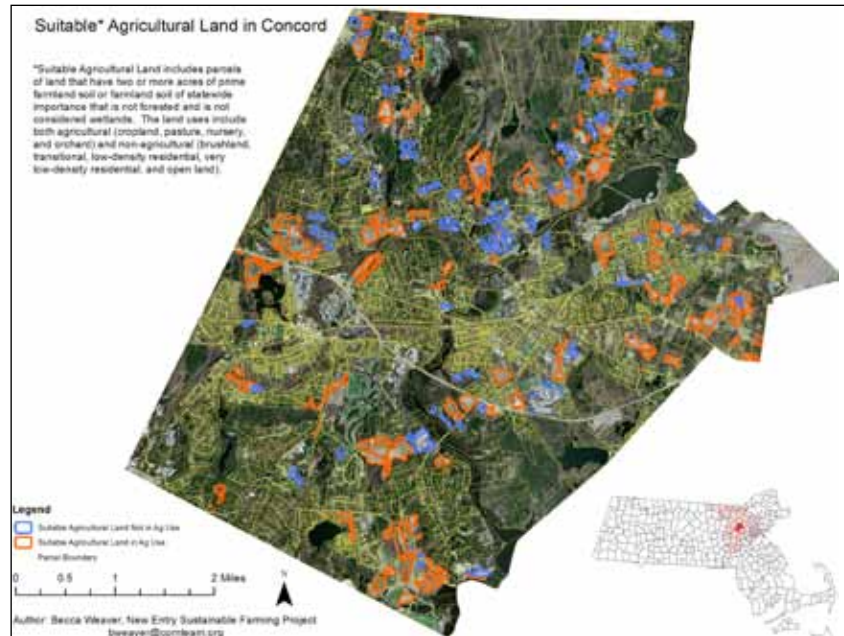 Suitable* Agricultural Land in Concord
*Suitable Agricultural Land includes parcels
of land that have two or more acres of prime
farmland soil or farmland soil of statewide
importance that is not forested and is not
considered wetlands. The land uses include
both agricultural (cropland, pasture, nursery,
and orchard) and non-agricultural (brushland,
transitional, low-density residential, very
low-density residential, and open land).
Legend
Suitable Agricultural Land Not in Ag Use
Suitable Agricultural Land in Ag Use
Parcel Boundary
0 0.5 1 2 Miles
N
Author: Becca Weaver, New Entry Sustainable Farming Project
bweaver@comteam.org